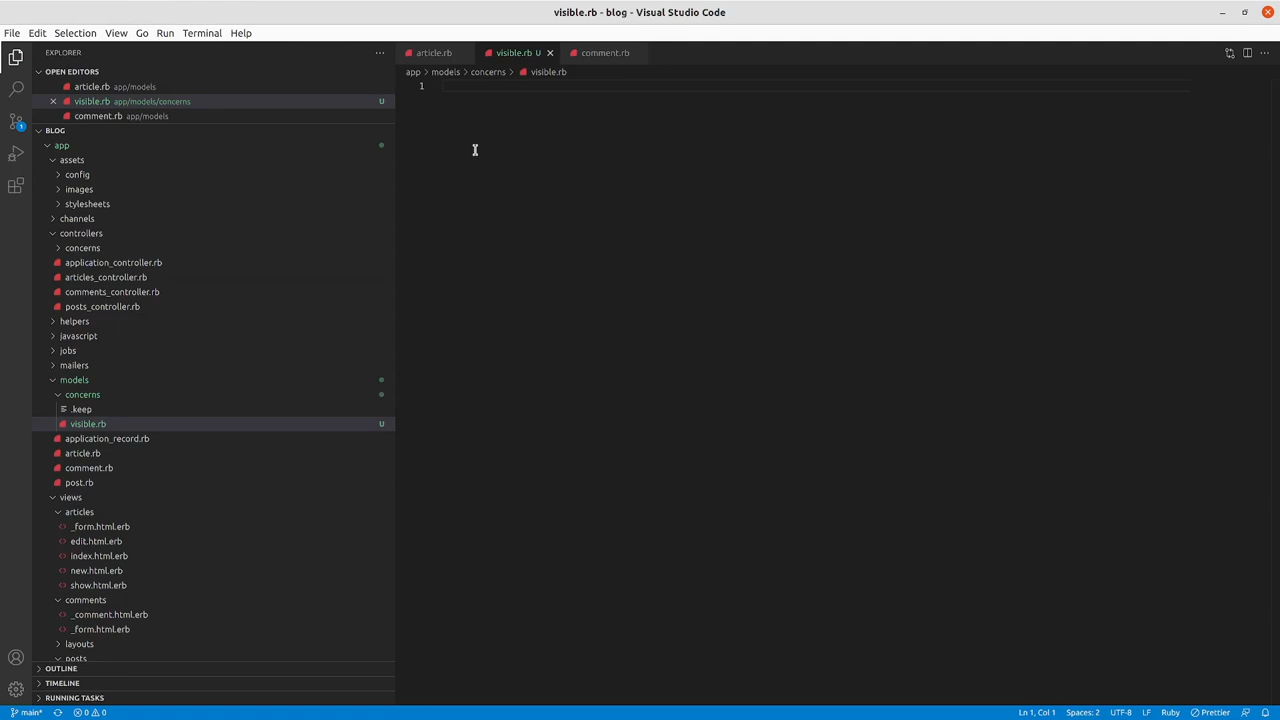 visible.rb - blog - Visual Studio Code
File Edit Selection View Go Run Terminal Help
EXPLORER
OPEN EDITORS
article.rb app/models
visible.rb app/models/concerns U
comment.rb app/models
BLOG
app
assets
config
images
stylesheets
channels
controllers
concerns
application_controller.rb
articles_controller.rb
comments_controller.rb
posts_controller.rb
helpers
javascript
jobs
mailers
models
concerns
.keep
visible.rb U
application_record.rb
article.rb
comment.rb
post.rb
views
articles
_form.html.erb
edit.html.erb
index.html.erb
new.html.erb
show.html.erb
comments
_comment.html.erb
_form.html.erb
layouts
posts
OUTLINE
TIMELINE
RUNNING TASKS
article.rb visible.rb U comment.rb
app > models > concerns > visible.rb
1
1
main* 0 0 Ln 1, Col 1 Spaces: 2 UTF-8 LF Ruby Prettier